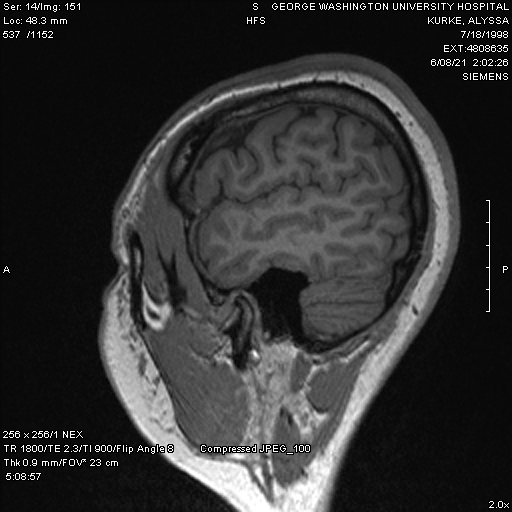 Ser: 14/Img: 151
Loc: 48.3 mm
537 /1152
S
HFS
GEORGE WASHINGTON UNIVERSITY HOSPITAL
KURKE, ALYSSA
7/18/1998
EXT:4808635
6/08/21 2:02:26
SIEMENS
A
P
256 x 256/1 NEX
TR 1800/TE 2.3/TI 900/Flip Angle 8
Thk 0.9 mm/FOV* 23 cm
5:08:57
Compressed JPEG_100
2.0x